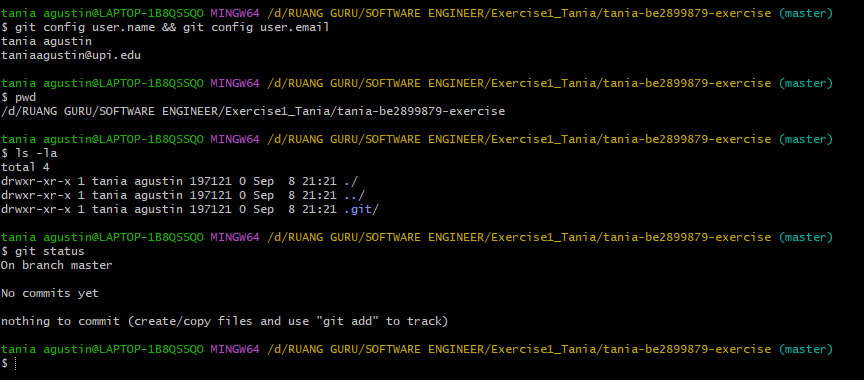 tania agustin@LAPTOP-1B8QSSQO MINGW64 /d/RUANG GURU/SOFTWARE ENGINEER/Exercise1_Tania/tania-be2899879-exercise (master)
$ git config user.name && git config user.email
tania agustin
taniaagustin@upi.edu
tania agustin@LAPTOP-1B8QSSQO MINGW64 /d/RUANG GURU/SOFTWARE ENGINEER/Exercise1_Tania/tania-be2899879-exercise (master)
$ pwd
/d/RUANG GURU/SOFTWARE ENGINEER/Exercise1_Tania/tania-be2899879-exercise
tania agustin@LAPTOP-1B8QSSQO MINGW64 /d/RUANG GURU/SOFTWARE ENGINEER/Exercise1_Tania/tania-be2899879-exercise (master)
$ ls -la
total 4
drwxr-xr-x 1 tania agustin 197121 0 Sep  8 21:21 ./
drwxr-xr-x 1 tania agustin 197121 0 Sep  8 21:21 ../
drwxr-xr-x 1 tania agustin 197121 0 Sep  8 21:21 .git/
tania agustin@LAPTOP-1B8QSSQO MINGW64 /d/RUANG GURU/SOFTWARE ENGINEER/Exercise1_Tania/tania-be2899879-exercise (master)
$ git status
On branch master
No commits yet
nothing to commit (create/copy files and use "git add" to track)
tania agustin@LAPTOP-1B8QSSQO MINGW64 /d/RUANG GURU/SOFTWARE ENGINEER/Exercise1_Tania/tania-be2899879-exercise (master)
$